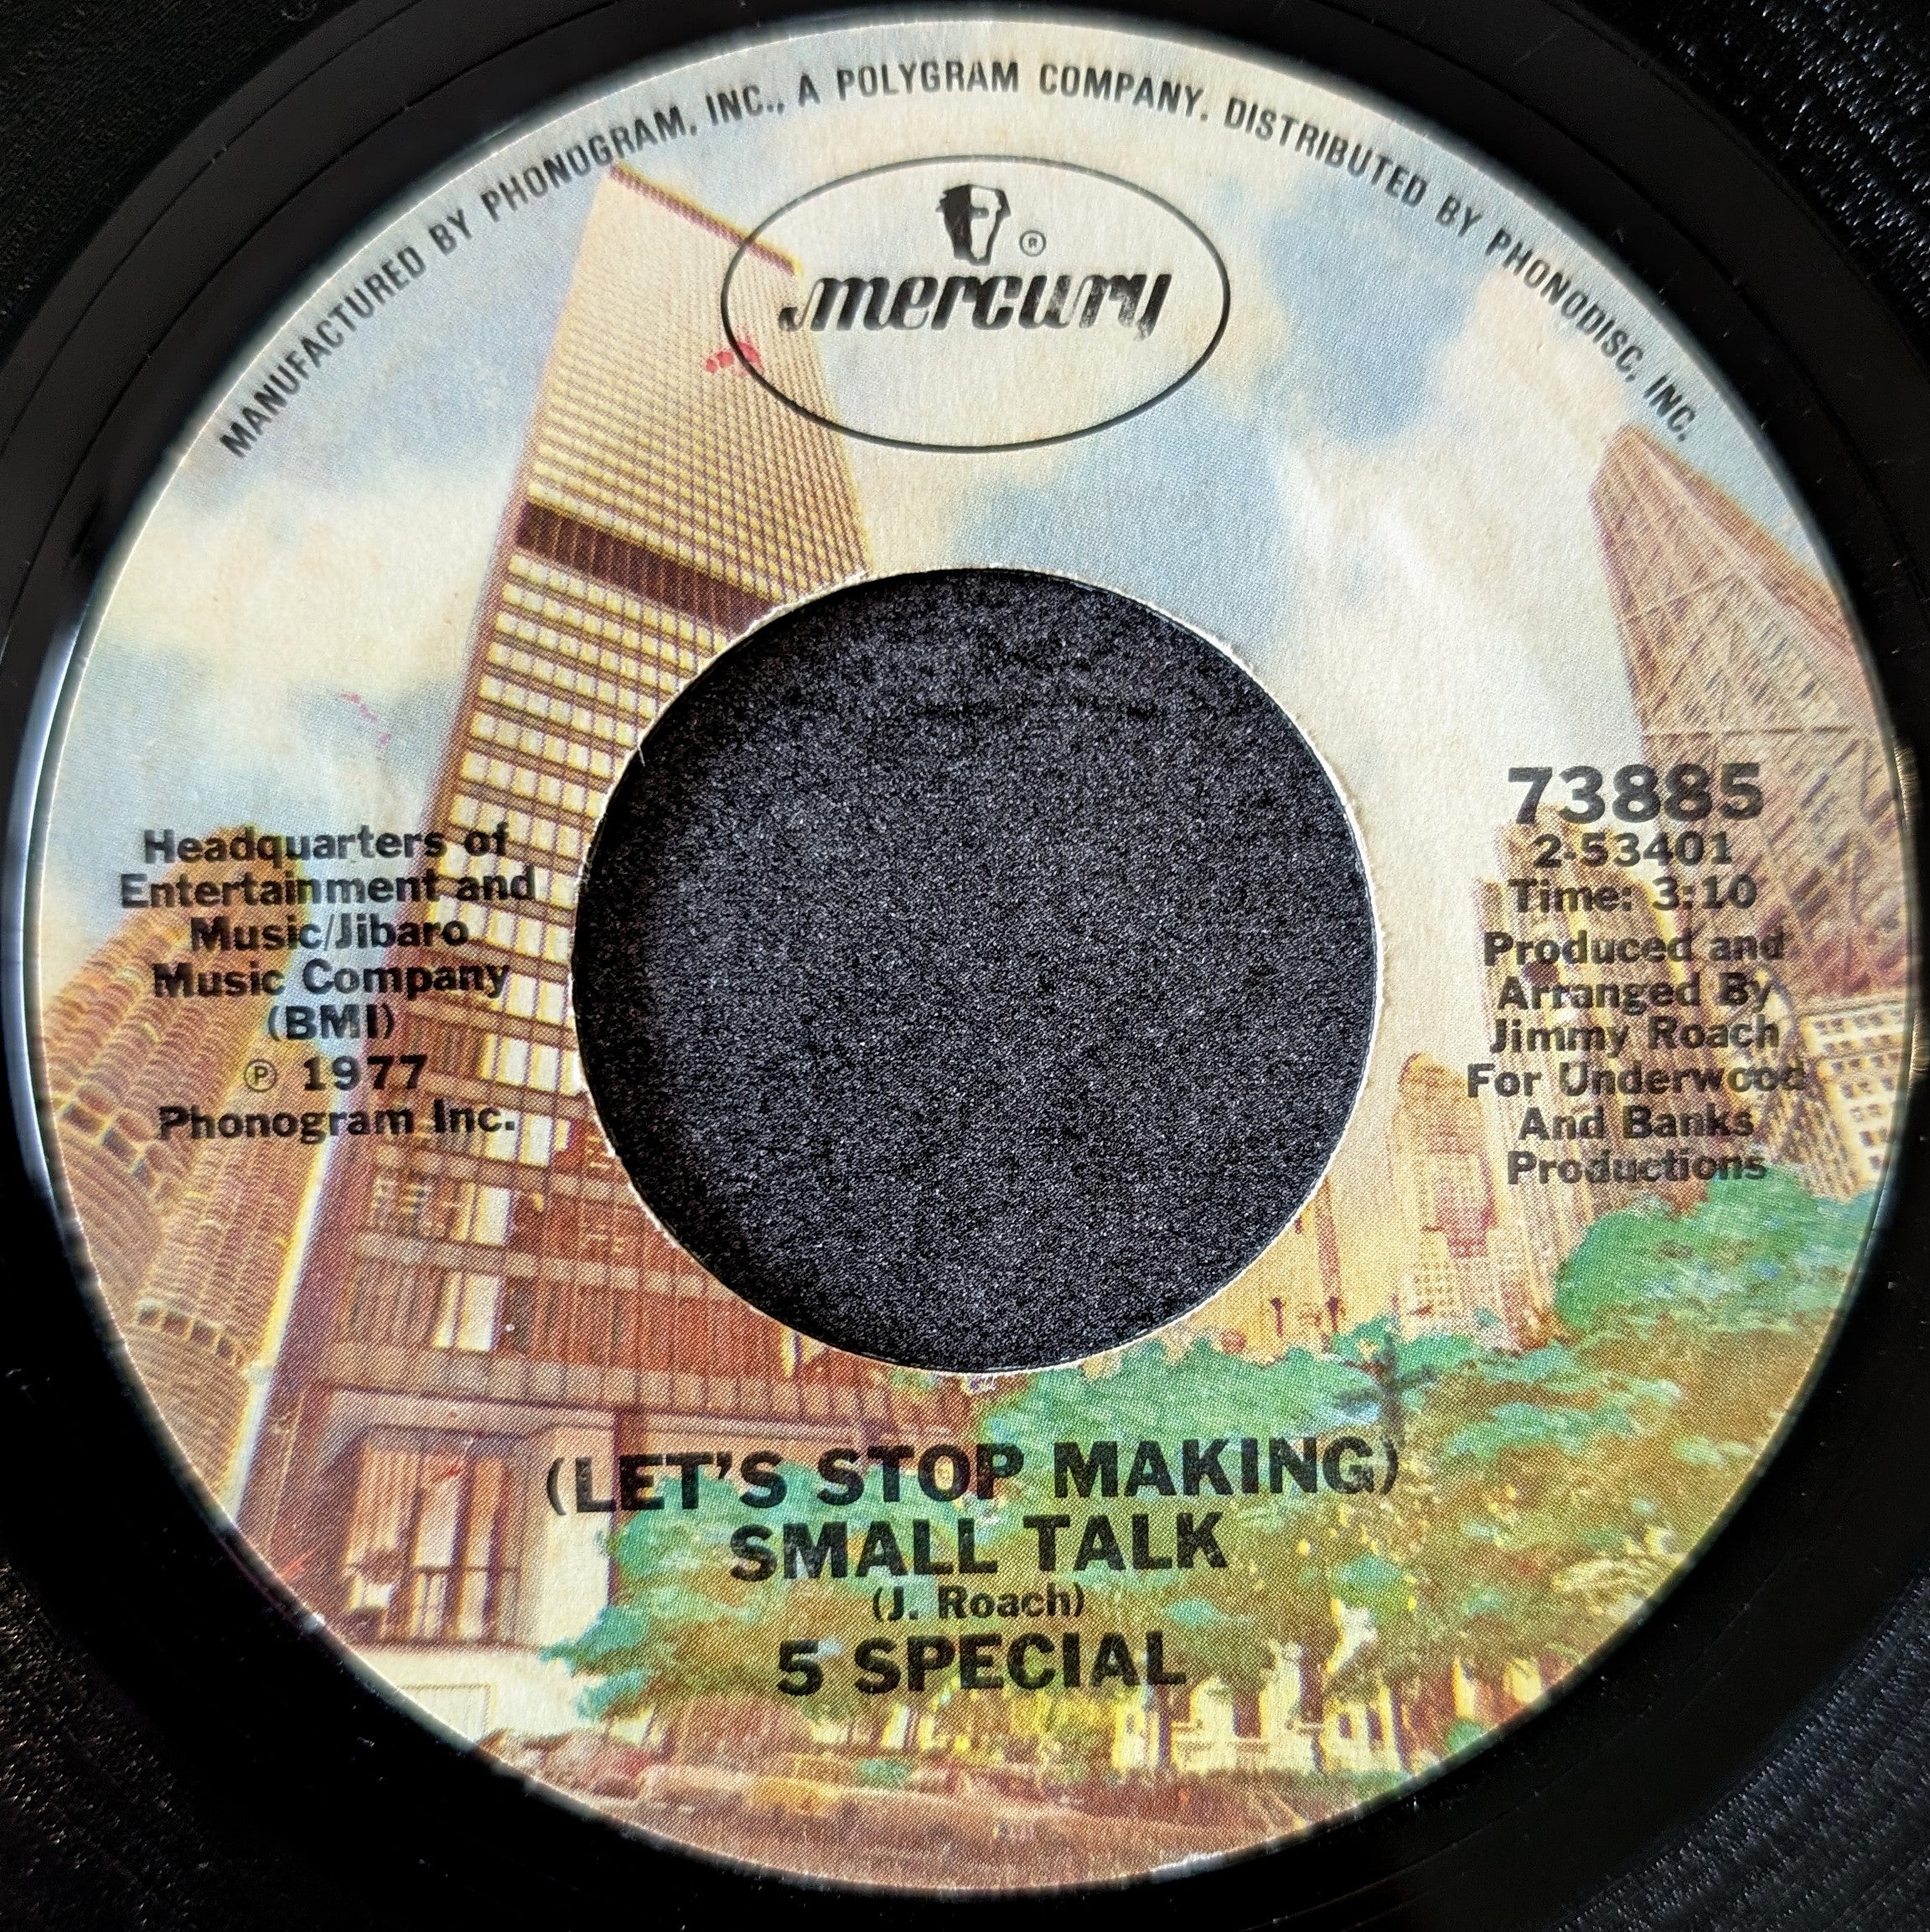 MANUFACTURED BY PHONOGRAM, INC., A POLYGRAM COMPANY. DISTRIBUTED BY PHONODISC, INC.
®
mercury
Headquarters of
Entertainment and
Music/Jibaro
Music Company
(BMI)
℗ 1977
Phonogram Inc.
73885
2-53401
Time: 3:10
Produced and
Arranged By
Jimmy Roach
For Underwood
And Banks
Productions
(LET'S STOP MAKING)
SMALL TALK
(J. Roach)
5 SPECIAL